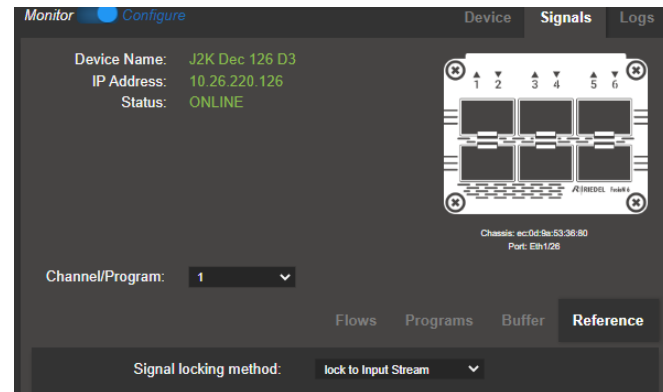 Monitor Configure Device Signals Logs
Device Name: J2K Dec 126 D3
IP Address: 10.26.220.126
Status: ONLINE
1 2 3 4 5 6
RIEDEL FusioN 6
Chassis: ec:0d:9a:53:36:80
Port: Eth1/26
Channel/Program: 1
Flows Programs Buffer Reference
Signal locking method: lock to Input Stream